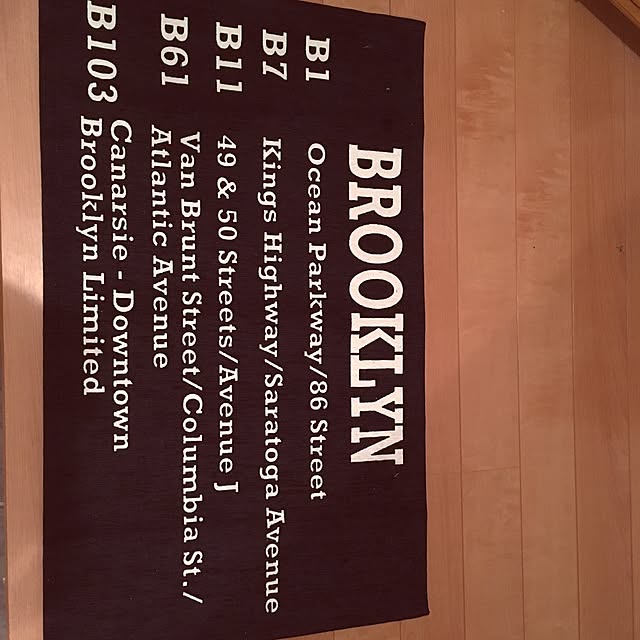 BROOKLYN
B1 Ocean Parkway/86 Street
B7 Kings Highway/Saratoga Avenue
B11 49 & 50 Streets/Avenue J
B61 Van Brunt Street/Columbia St./
Atlantic Avenue
B103 Canarsie - Downtown
Brooklyn Limited